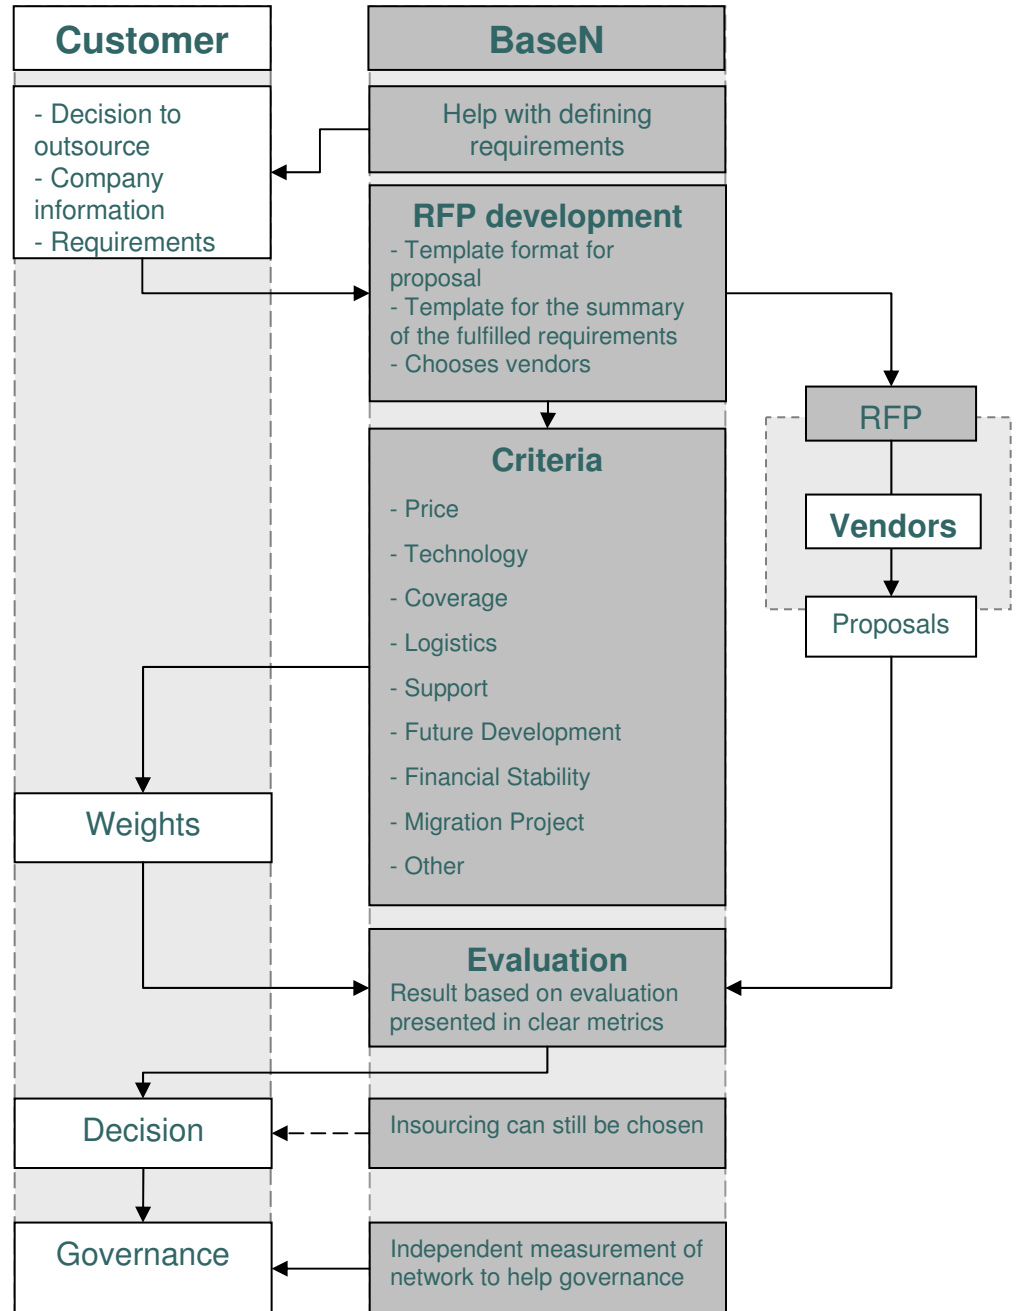 Customer
BaseN
- Decision to
outsource
- Company
information
- Requirements
Help with defining
requirements
RFP development
- Template format for
proposal
- Template for the summary
of the fulfilled requirements
- Chooses vendors
RFP
Vendors
Proposals
Criteria
- Price
- Technology
- Coverage
- Logistics
- Support
- Future Development
- Financial Stability
- Migration Project
- Other
Weights
Evaluation
Result based on evaluation
presented in clear metrics
Decision
Insourcing can still be chosen
Governance
Independent measurement of
network to help governance